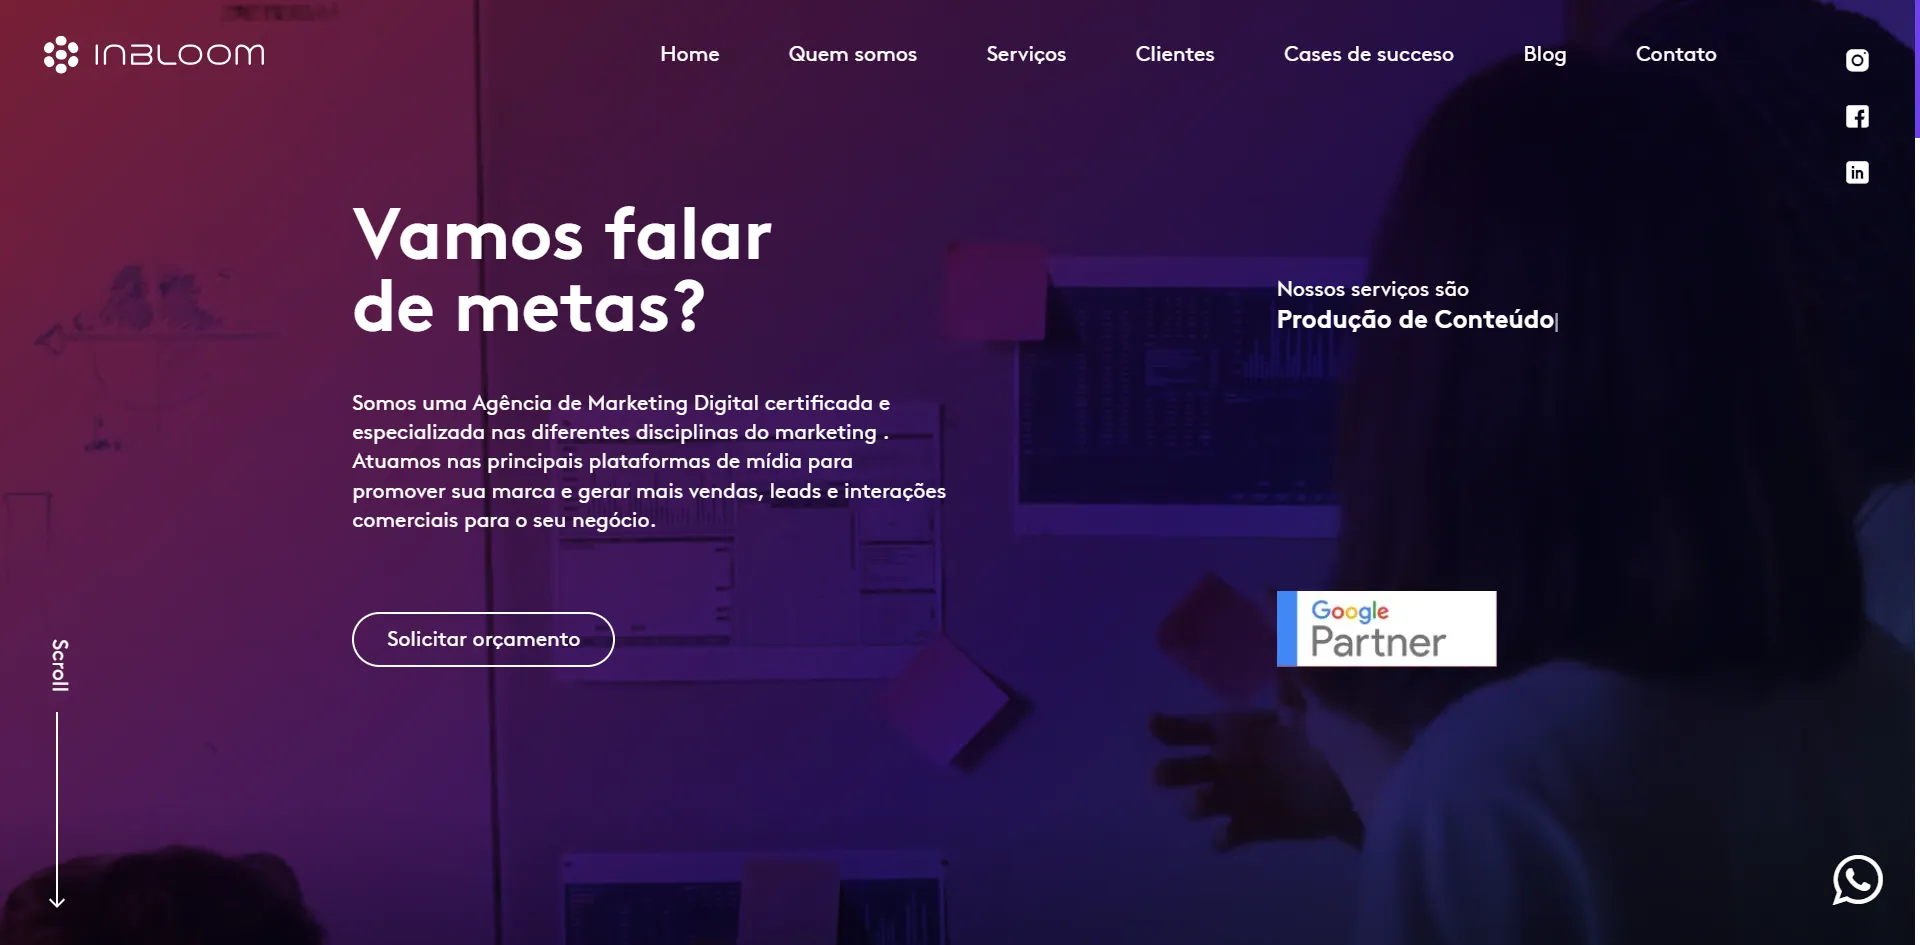 INBLOOM
Home Quem somos Serviços Clientes Cases de sucesso Blog Contato
Vamos falar
de metas?
Nossos serviços são
Produção de Conteúdo|
Somos uma Agência de Marketing Digital certificada e
especializada nas diferentes disciplinas do marketing .
Atuamos nas principais plataformas de mídia para
promover sua marca e gerar mais vendas, leads e interações
comerciais para o seu negócio.
Solicitar orçamento
Google
Partner
Scroll